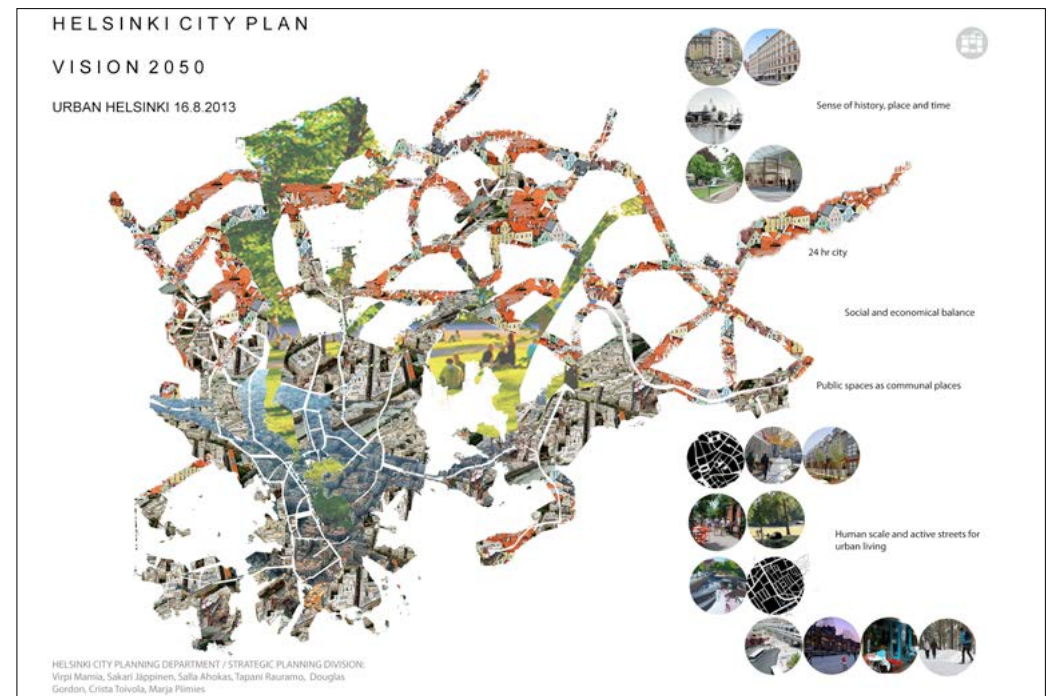 HELSINKI CITY PLAN
VISION 2050
URBAN HELSINKI 16.8.2013
Sense of history, place and time
24 hr city
Social and economical balance
Public spaces as communal places
Human scale and active streets for
urban living
HELSINKI CITY PLANNING DEPARTMENT / STRATEGIC PLANNING DIVISION:
Virpi Mamia, Sakari Jäppinen, Salla Ahokas, Tapani Rauramo, Douglas
Gordon, Crista Toivola, Marja Piimies